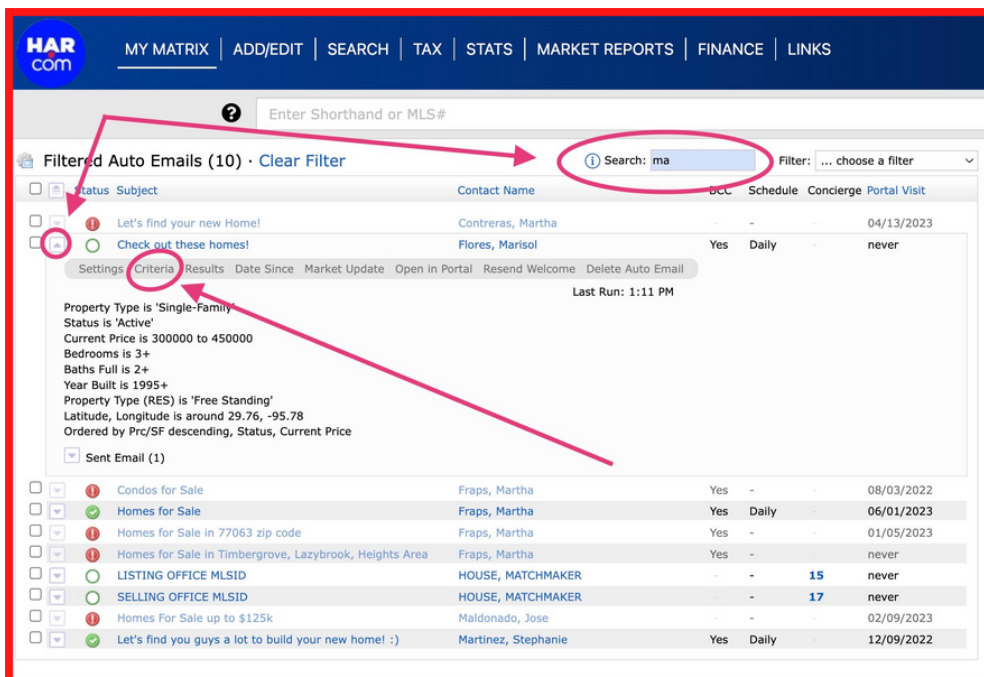 HAR
com
MY MATRIX | ADD/EDIT | SEARCH | TAX | STATS | MARKET REPORTS | FINANCE | LINKS
? Enter Shorthand or MLS#
Filtered Auto Emails (10) · Clear Filter i Search: ma Filter: ... choose a filter
Status Subject Contact Name BCC Schedule Concierge Portal Visit
Let's find your new Home! Contreras, Martha - - - 04/13/2023
Check out these homes! Flores, Marisol Yes Daily - never
Settings Criteria Results Date Since Market Update Open in Portal Resend Welcome Delete Auto Email
Last Run: 1:11 PM
Property Type is 'Single-Family'
Status is 'Active'
Current Price is 300000 to 450000
Bedrooms is 3+
Baths Full is 2+
Year Built is 1995+
Property Type (RES) is 'Free Standing'
Latitude, Longitude is around 29.76, -95.78
Ordered by Prc/SF descending, Status, Current Price
Sent Email (1)
Condos for Sale Fraps, Martha Yes - - 08/03/2022
Homes for Sale Fraps, Martha Yes Daily - 06/01/2023
Homes for Sale in 77063 zip code Fraps, Martha Yes - - 01/05/2023
Homes for Sale in Timbergrove, Lazybrook, Heights Area Fraps, Martha Yes - - never
LISTING OFFICE MLSID HOUSE, MATCHMAKER - - 15 never
SELLING OFFICE MLSID HOUSE, MATCHMAKER - - 17 never
Homes For Sale up to $125k Maldonado, Jose - - - 02/09/2023
Let's find you guys a lot to build your new home! :) Martinez, Stephanie Yes Daily - 12/09/2022